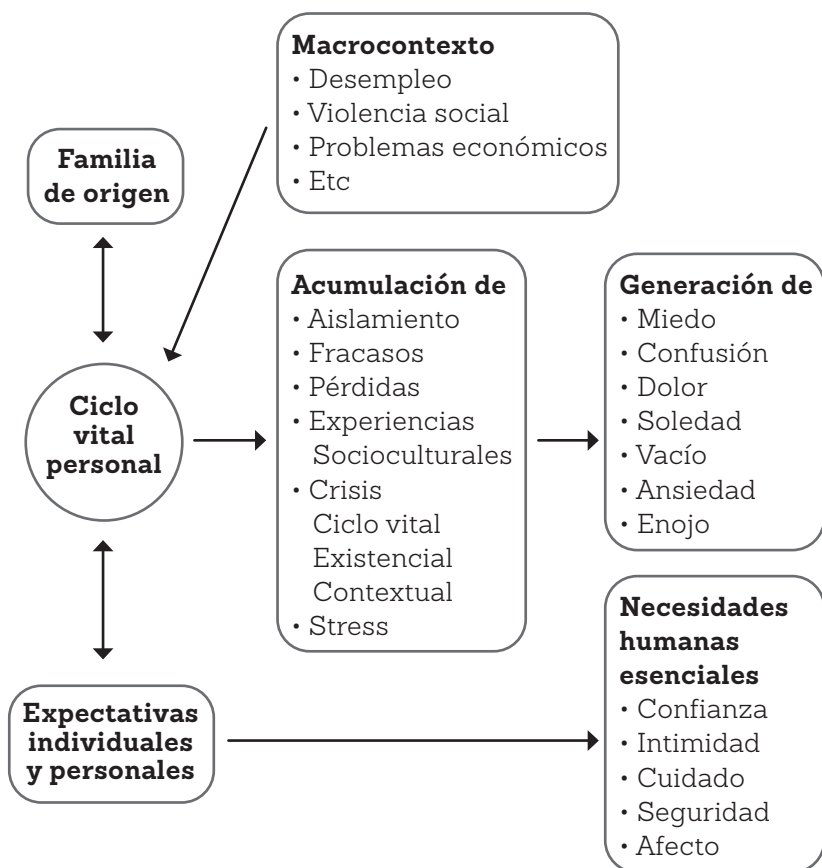 Macrocontexto
• Desempleo
• Violencia social
• Problemas económicos
• Etc
Familia
de origen
Acumulación de
• Aislamiento
• Fracasos
• Pérdidas
• Experiencias
Socioculturales
• Crisis
Ciclo vital
Existencial
Contextual
• Stress
Generación de
• Miedo
• Confusión
• Dolor
• Soledad
• Vacío
• Ansiedad
• Enojo
Ciclo
vital
personal
Necesidades
humanas
esenciales
• Confianza
• Intimidad
• Cuidado
• Seguridad
• Afecto
Expectativas
individuales
y personales